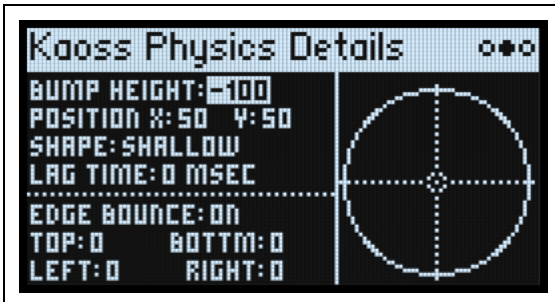 Kaoss Physics Details
BUMP HEIGHT:-100
POSITION X:50 Y:50
SHAPE:SHALLOW
LAG TIME:0 MSEC
EDGE BOUNCE:ON
TOP:0 BOTTM:0
LEFT:0 RIGHT:0